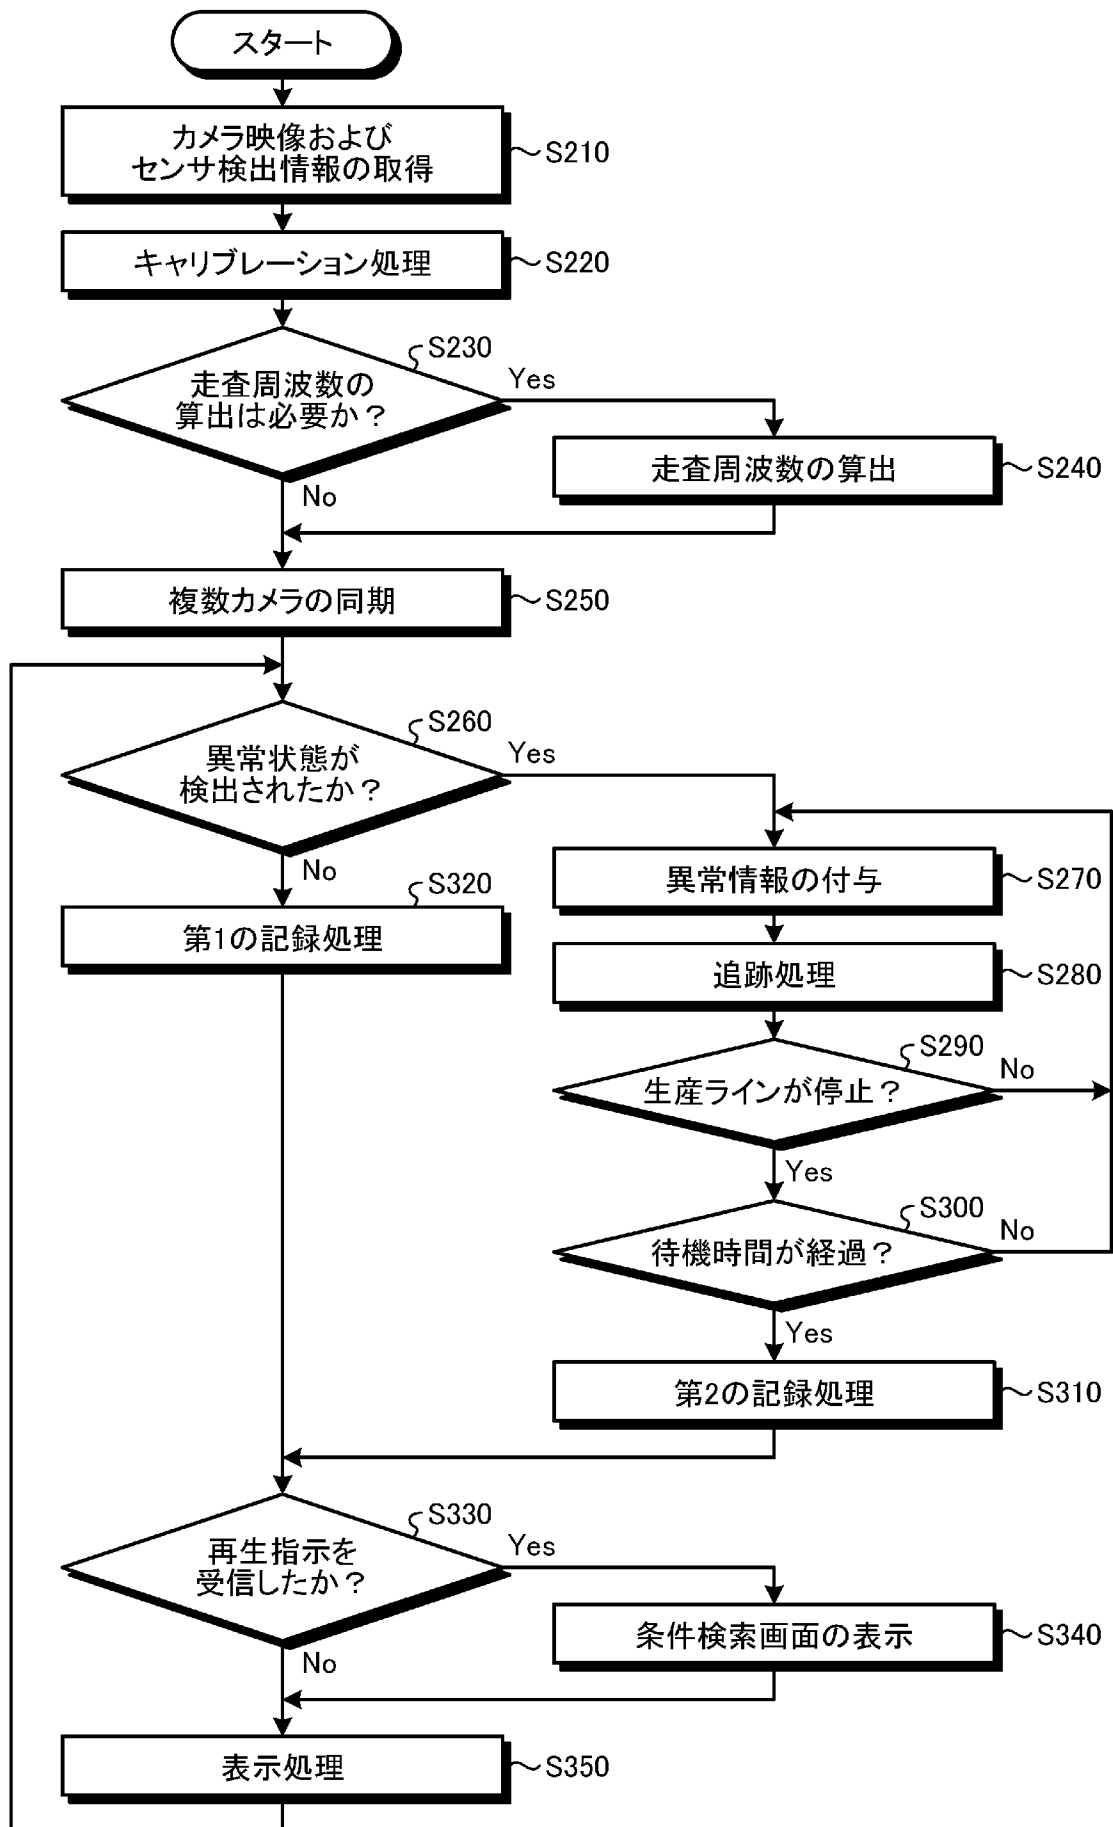 スタート
カメラ映像および
センサ検出情報の取得
S210
キャリブレーション処理
S220
S230
走査周波数の
算出は必要か？
Yes
No
走査周波数の算出
S240
複数カメラの同期
S250
S260
異常状態が
検出されたか？
Yes
No
S320
第1の記録処理
異常情報の付与
S270
追跡処理
S280
S290
生産ラインが停止？
No
Yes
S300
待機時間が経過？
No
Yes
第2の記録処理
S310
S330
再生指示を
受信したか？
Yes
No
条件検索画面の表示
S340
表示処理
S350